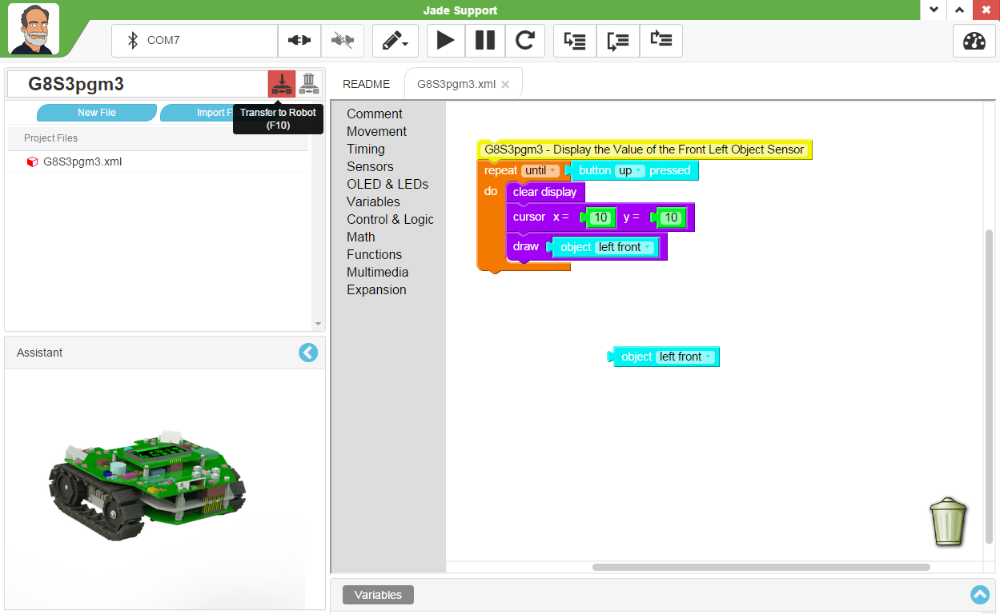 Jade Support
COM7
G8S3pgm3
Transfer to Robot
(F10)
New File
Import F
Project Files
G8S3pgm3.xml
Assistant
README
G8S3pgm3.xml
Comment
Movement
Timing
Sensors
OLED & LEDs
Variables
Control & Logic
Math
Functions
Multimedia
Expansion
G8S3pgm3 - Display the Value of the Front Left Object Sensor
repeat until button up pressed
do clear display
cursor x = 10 y = 10
draw object left front
object left front
Variables